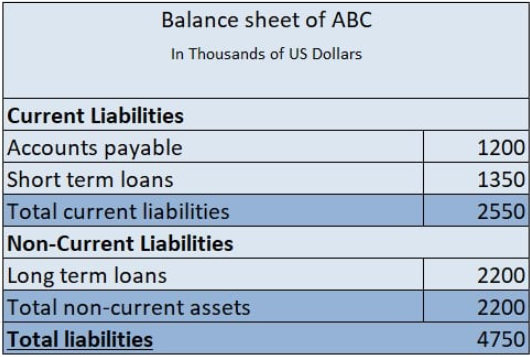 Balance sheet of ABC
In Thousands of US Dollars
Current Liabilities
Accounts payable 1200
Short term loans 1350
Total current liabilities 2550
Non-Current Liabilities
Long term loans 2200
Total non-current assets 2200
Total liabilities 4750